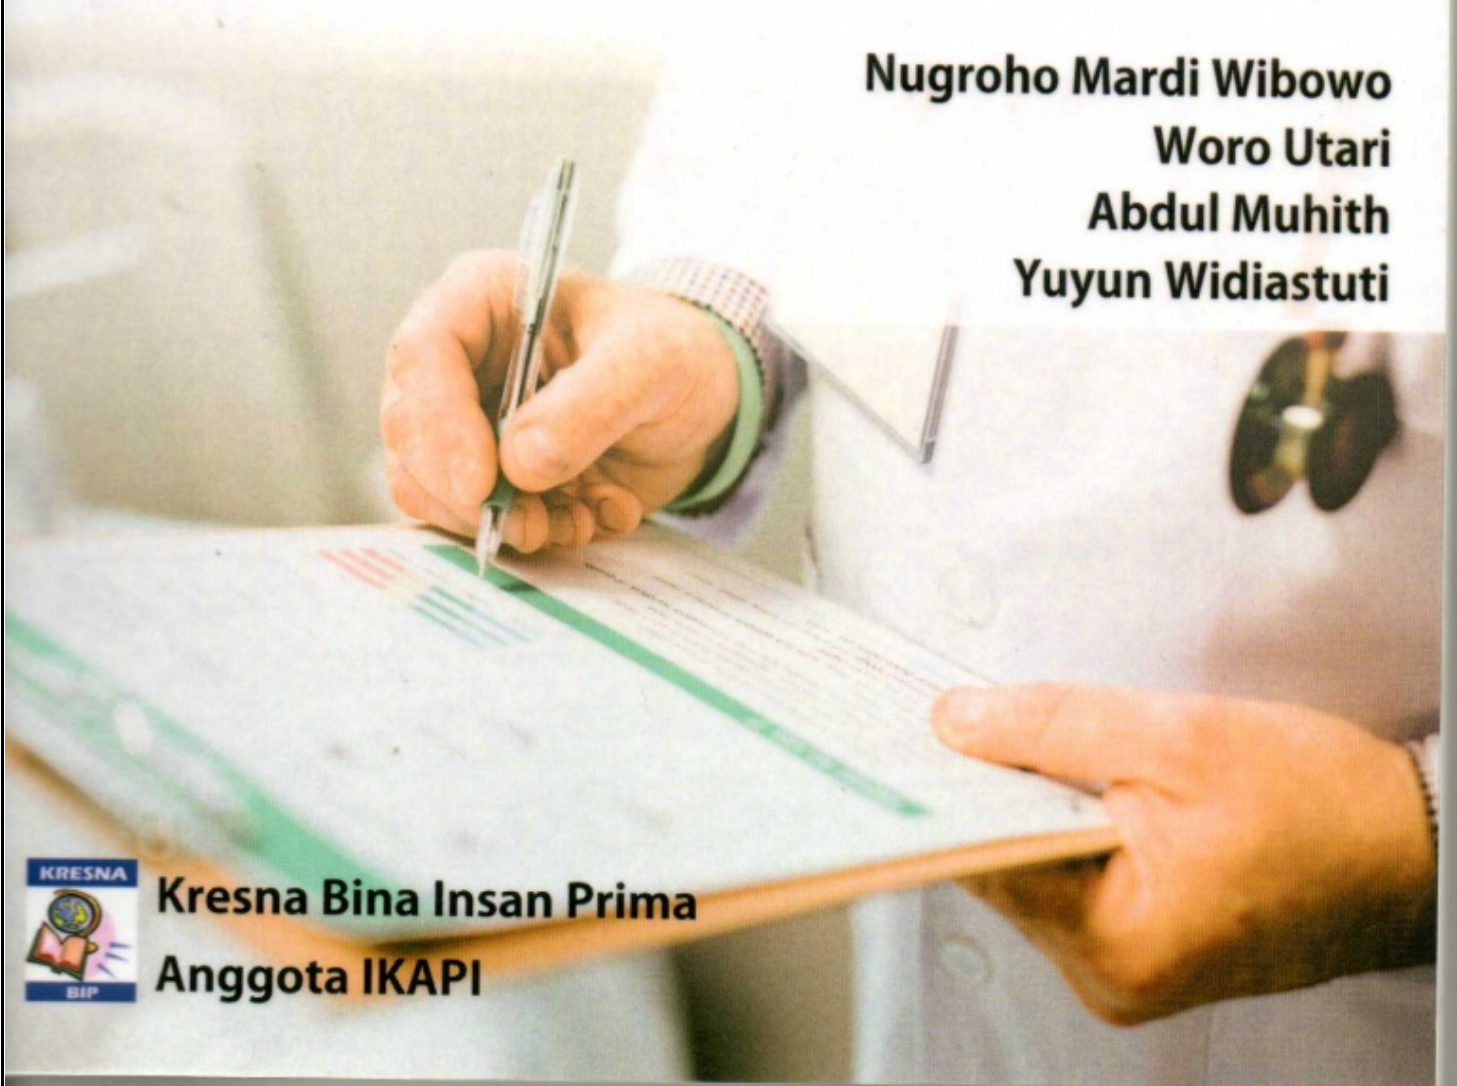 Nugroho Mardi Wibowo
Woro Utari
Abdul Muhith
Yuyun Widiastuti
KRESNA
BIP
Kresna Bina Insan Prima
Anggota IKAPI